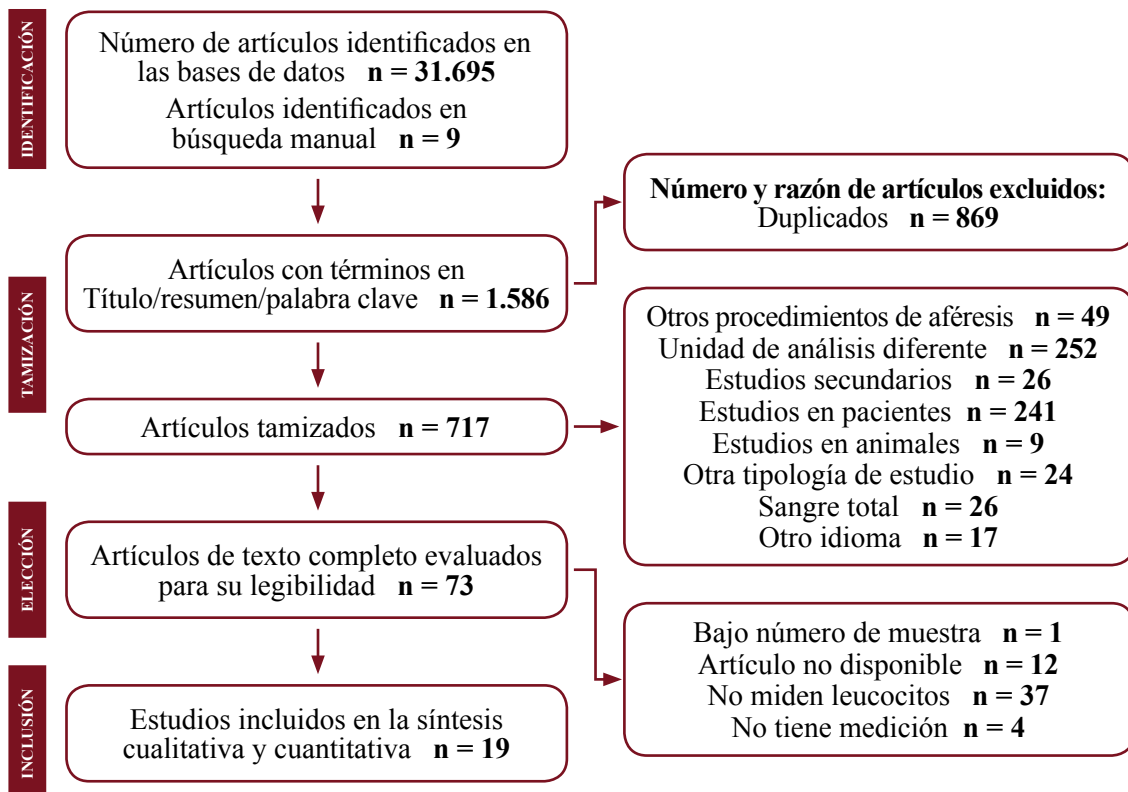 IDENTIFICACIÓN
Número de artículos identificados en
las bases de datos n = 31.695
Artículos identificados en
búsqueda manual n = 9
Número y razón de artículos excluidos:
Duplicados n = 869
TAMIZACIÓN
Artículos con términos en
Título/resumen/palabra clave n = 1.586
Artículos tamizados n = 717
Otros procedimientos de aféresis n = 49
Unidad de análisis diferente n = 252
Estudios secundarios n = 26
Estudios en pacientes n = 241
Estudios en animales n = 9
Otra tipología de estudio n = 24
Sangre total n = 26
Otro idioma n = 17
ELECCIÓN
Artículos de texto completo evaluados
para su legibilidad n = 73
Bajo número de muestra n = 1
Artículo no disponible n = 12
No miden leucocitos n = 37
No tiene medición n = 4
INCLUSIÓN
Estudios incluidos en la síntesis
cualitativa y cuantitativa n = 19